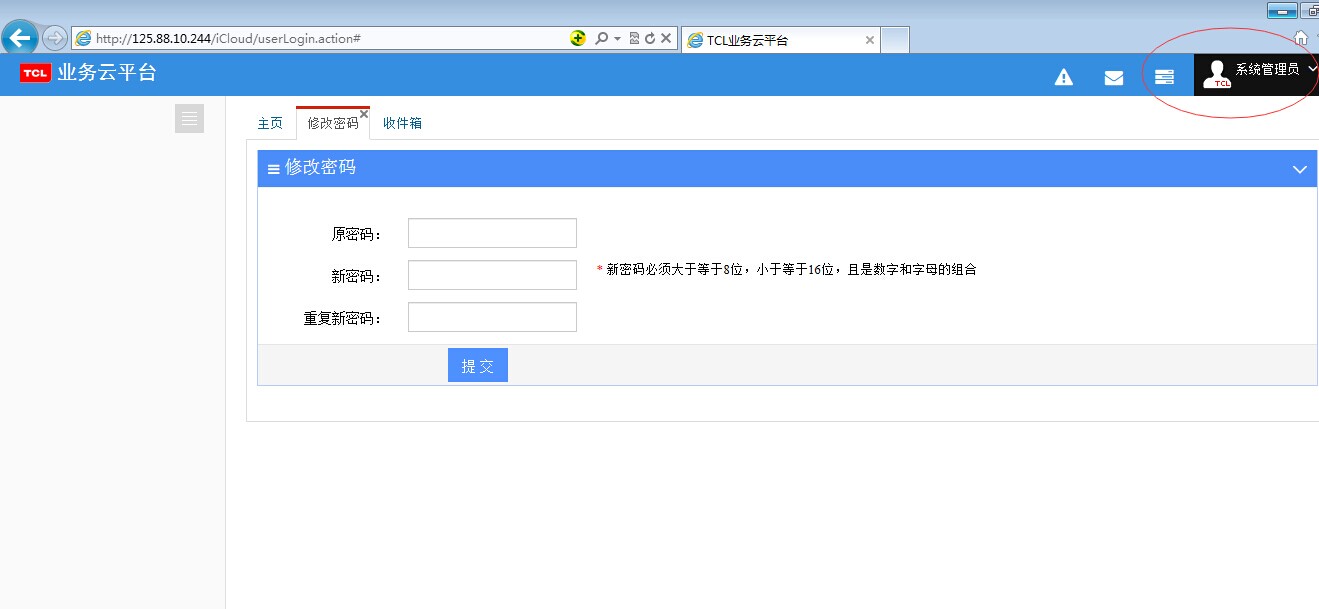 http://125.88.10.244/iCloud/userLogin.action#
TCL业务云平台
TCL 业务云平台
系统管理员
TCL
主页
修改密码
收件箱
修改密码
原密码：
新密码：
* 新密码必须大于等于8位，小于等于16位，且是数字和字母的组合
重复新密码：
提 交